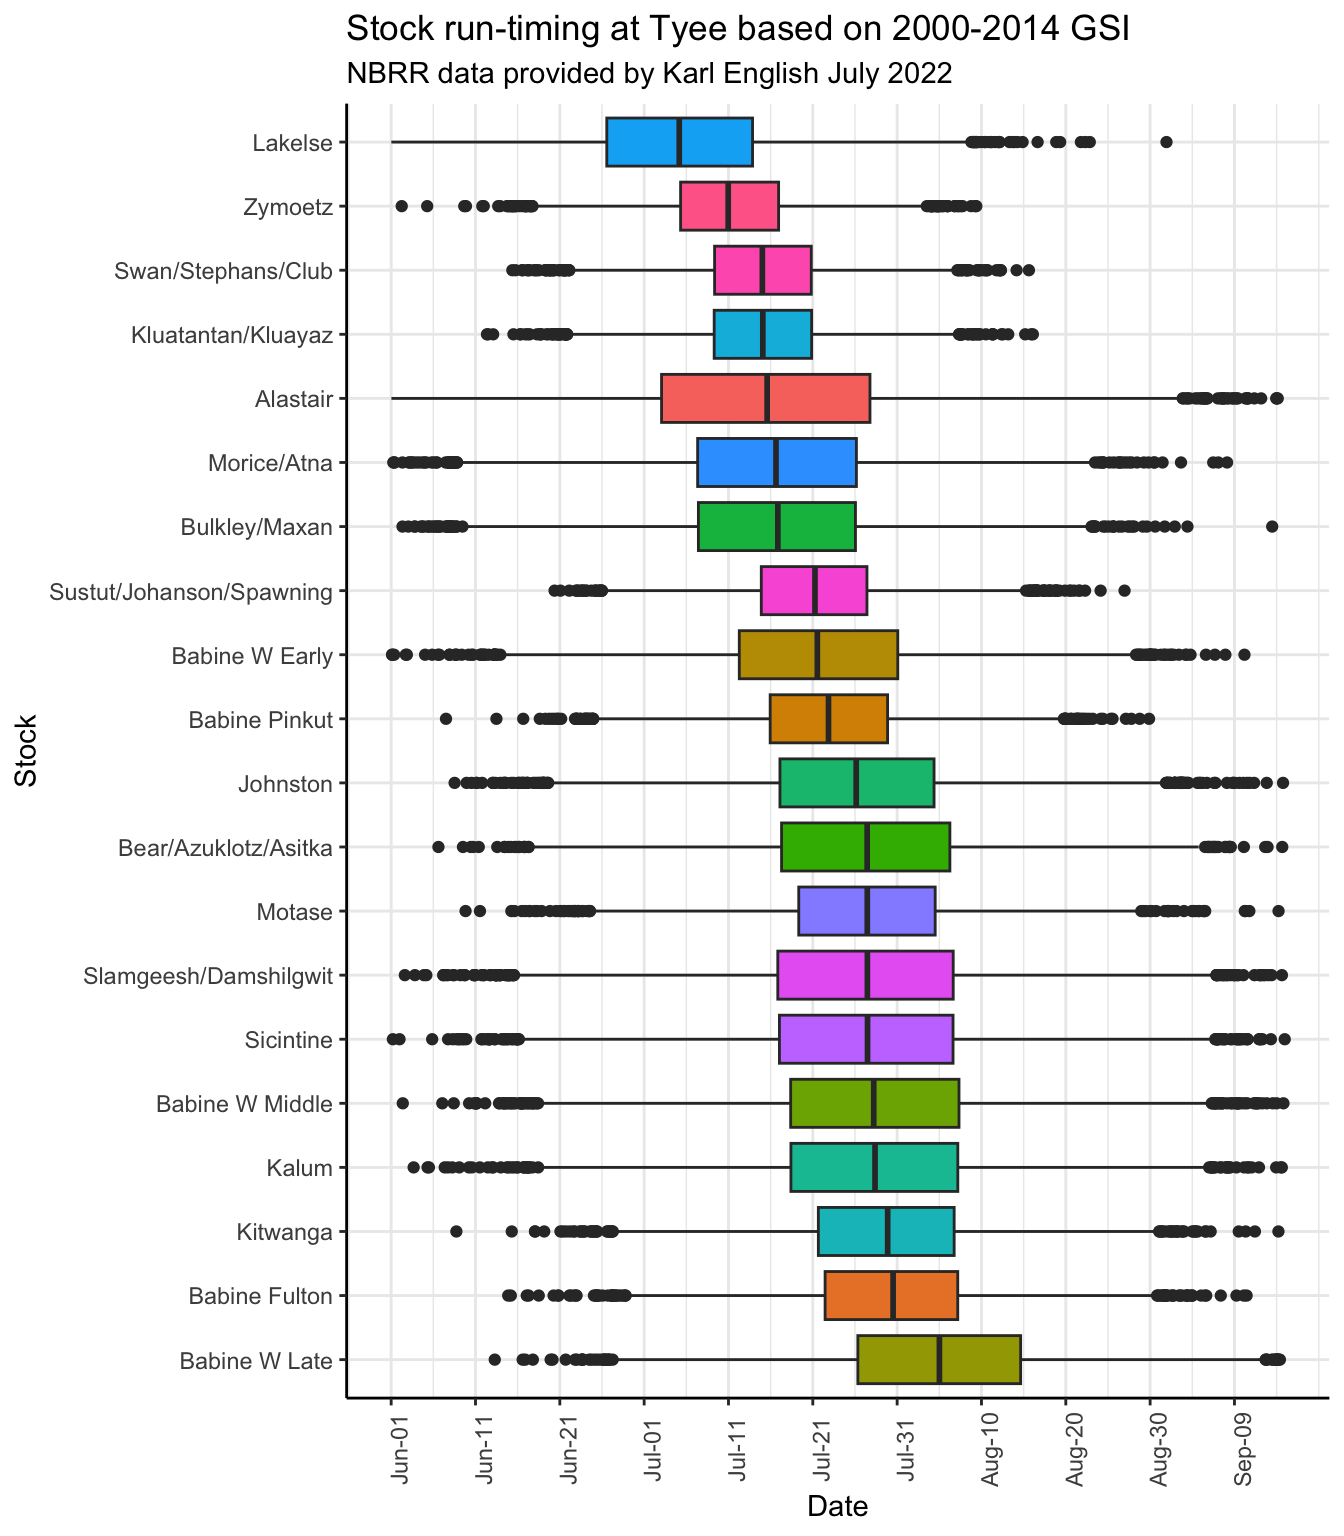 Stock run-timing at Tyee based on 2000-2014 GSI
NBRR data provided by Karl English July 2022
Lakelse
Zymoetz
Swan/Stephans/Club
Kluatantan/Kluayaz
Alastair
Morice/Atna
Bulkley/Maxan
Sustut/Johanson/Spawning
Babine W Early
Babine Pinkut
Johnston
Bear/Azuklotz/Asitka
Motase
Slamgeesh/Damshilgwit
Sicintine
Babine W Middle
Kalum
Kitwanga
Babine Fulton
Babine W Late
Stock
Jun-01
Jun-11
Jun-21
Jul-01
Jul-11
Jul-21
Jul-31
Aug-10
Aug-20
Aug-30
Sep-09
Date